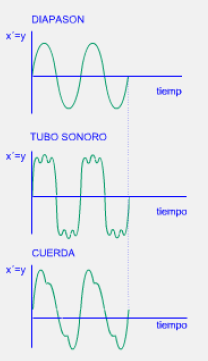 DIAPASON
x´=y
tiemp
TUBO SONORO
x´=y
tiempo
CUERDA
x´=y
tiempo